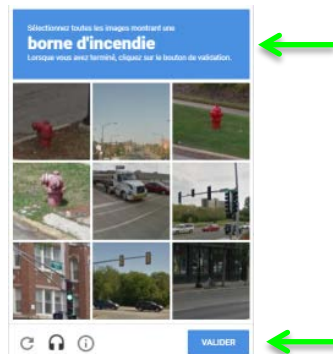 Sélectionnez toutes les images montrant une
borne d'incendie
Lorsque vous avez terminé, cliquez sur le bouton de validation.
VALIDER